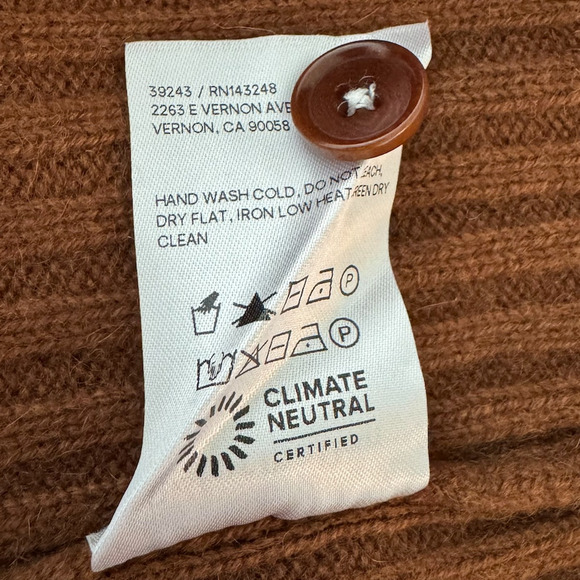 39243 / RN143248
2263 E VERNON AVE
VERNON, CA 90058
HAND WASH COLD, DO NOT
DRY FLAT, IRON LOW HEAT DRY
CLEAN
P
P
CLIMATE
NEUTRAL
CERTIFIED